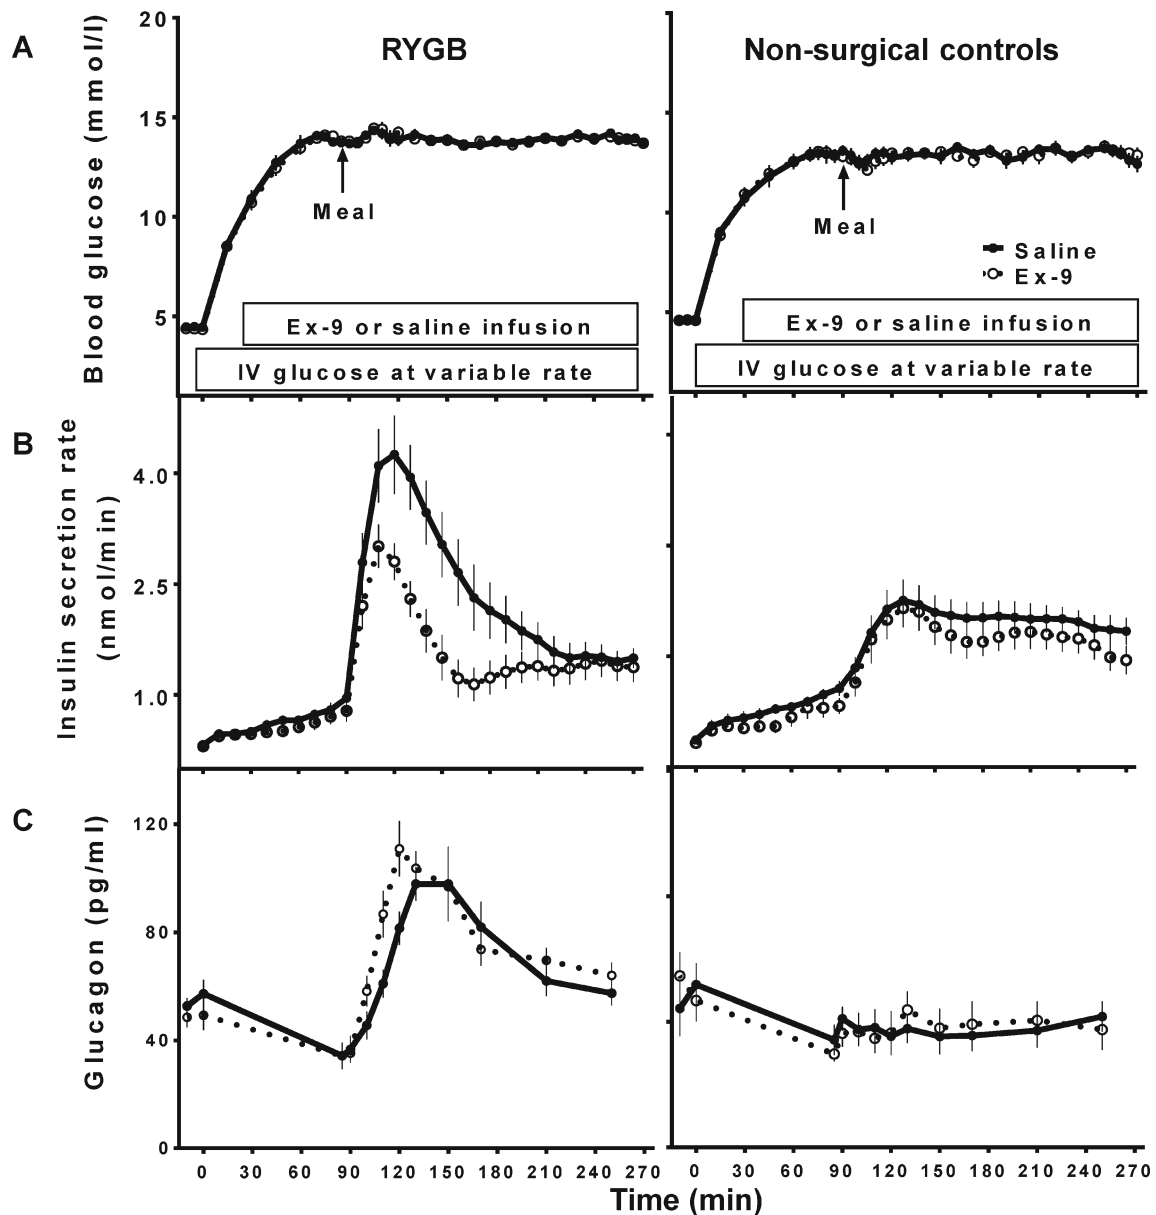 A
RYGB
Non-surgical controls
Blood glucose (mmol/l)
20
15
10
5
Meal
Meal
Saline
Ex-9
Ex-9 or saline infusion
IV glucose at variable rate
Ex-9 or saline infusion
IV glucose at variable rate
B
Insulin secretion rate
(nmol/min)
4.0
2.5
1.0
C
Glucagon (pg/ml)
120
80
40
0
0 30 60 90 120 150 180 210 240 270
0 30 60 90 120 150 180 210 240 270
Time (min)